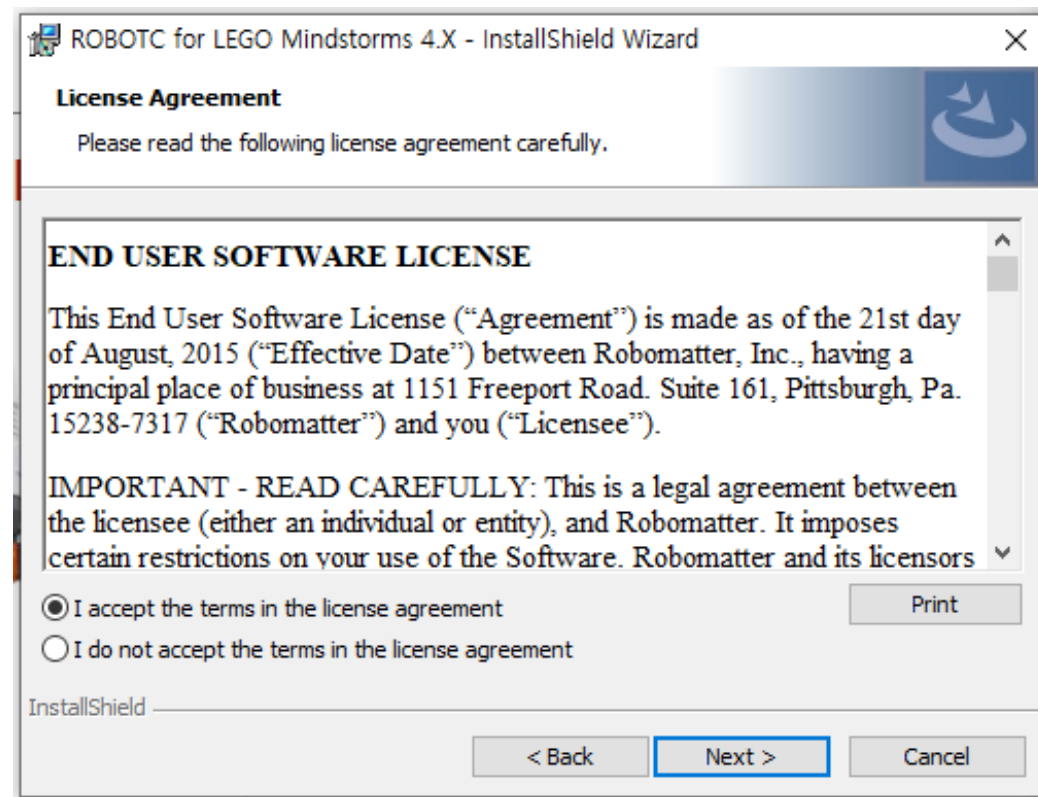 ROBOTC for LEGO Mindstorms 4.X - InstallShield Wizard
License Agreement
Please read the following license agreement carefully.
END USER SOFTWARE LICENSE
This End User Software License (“Agreement”) is made as of the 21st day
of August, 2015 (“Effective Date”) between Robomatter, Inc., having a
principal place of business at 1151 Freeport Road. Suite 161, Pittsburgh, Pa.
15238-7317 (“Robomatter”) and you (“Licensee”).
IMPORTANT - READ CAREFULLY: This is a legal agreement between
the licensee (either an individual or entity), and Robomatter. It imposes
certain restrictions on your use of the Software. Robomatter and its licensors
I accept the terms in the license agreement
Print
I do not accept the terms in the license agreement
InstallShield
< Back
Next >
Cancel